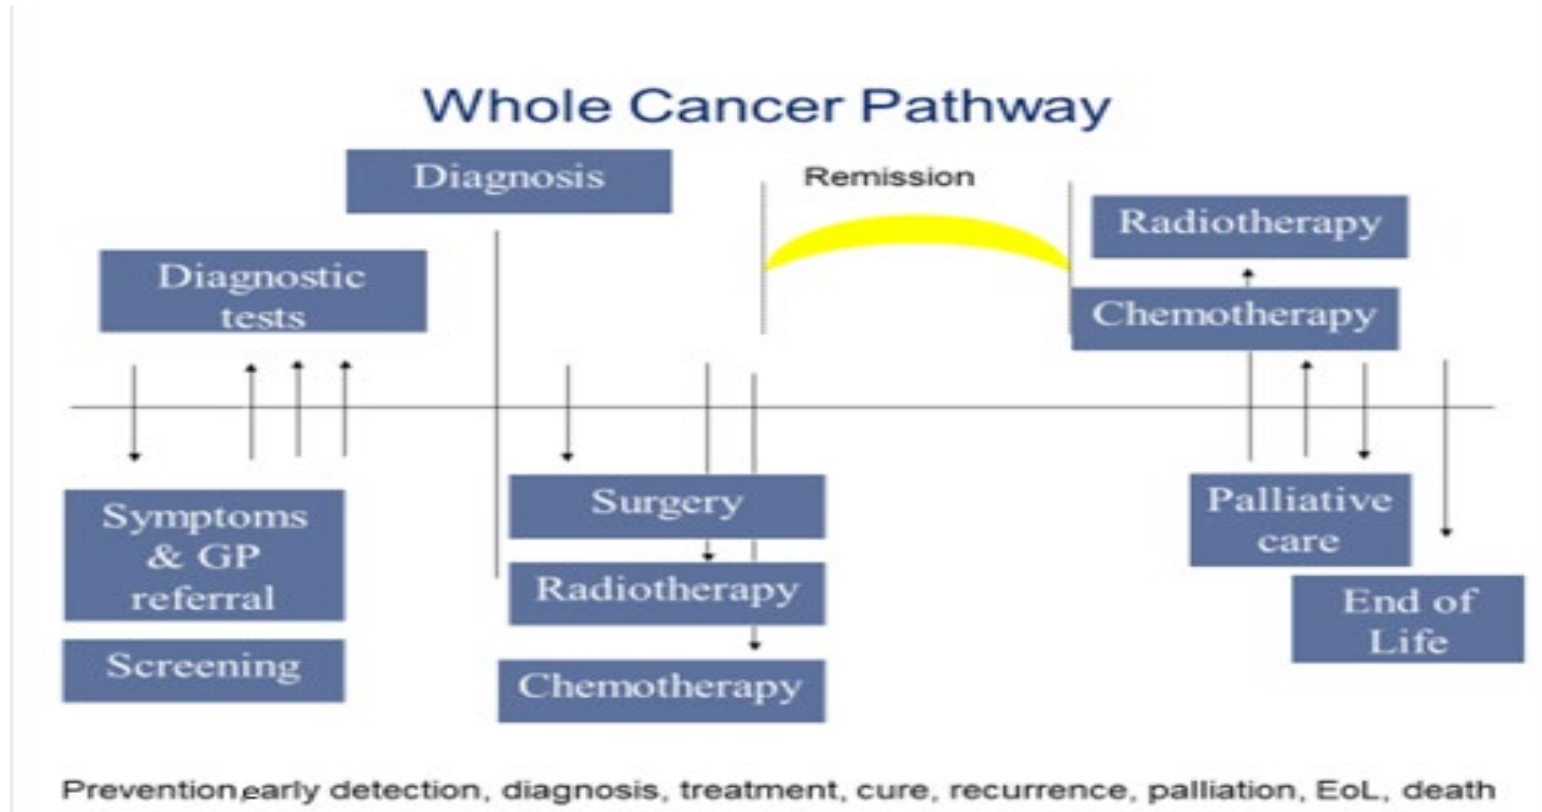 Whole Cancer Pathway
Diagnosis
Remission
Radiotherapy
Diagnostic
tests
Chemotherapy
Symptoms
& GP
referral
Screening
Surgery
Radiotherapy
Chemotherapy
Palliative
care
End of
Life
Prevention,early detection, diagnosis, treatment, cure, recurrence, palliation, EoL, death